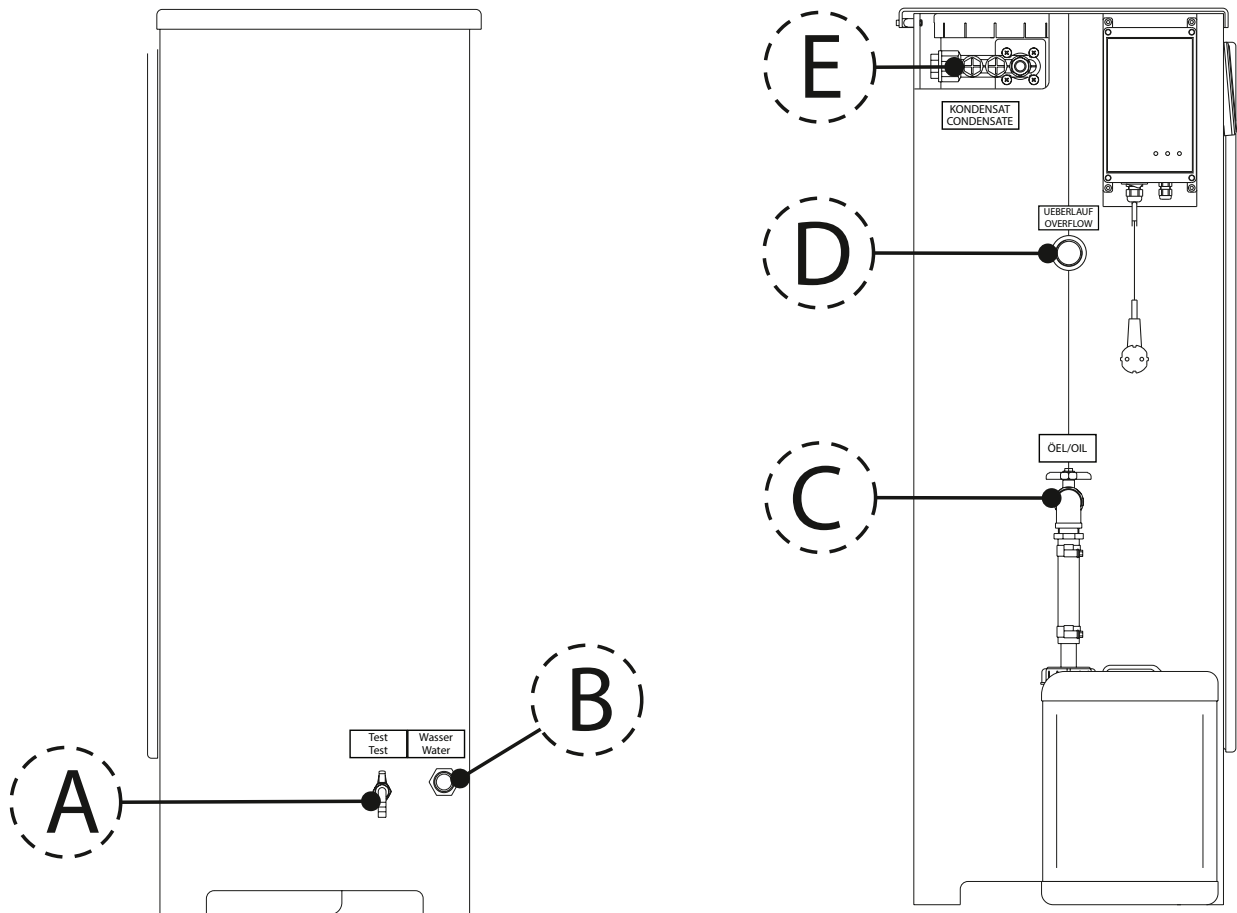 E
KONDENSAT
CONDENSATE
UEBERLAUF
OVERFLOW
D
ÖEL/OIL
C
B
Test
Test
Wasser
Water
A